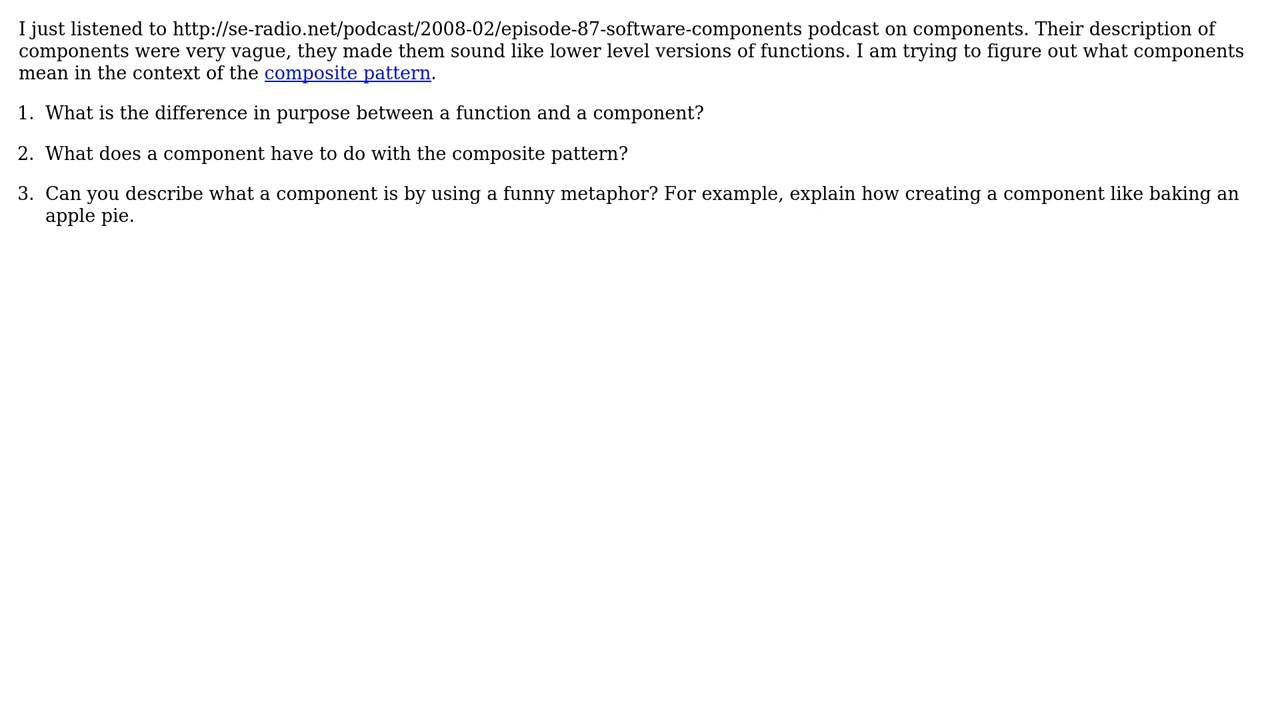 I just listened to http://se-radio.net/podcast/2008-02/episode-87-software-components podcast on components. Their description of
components were very vague, they made them sound like lower level versions of functions. I am trying to figure out what components
mean in the context of the composite pattern.
1. What is the difference in purpose between a function and a component?
2. What does a component have to do with the composite pattern?
3. Can you describe what a component is by using a funny metaphor? For example, explain how creating a component like baking an
apple pie.